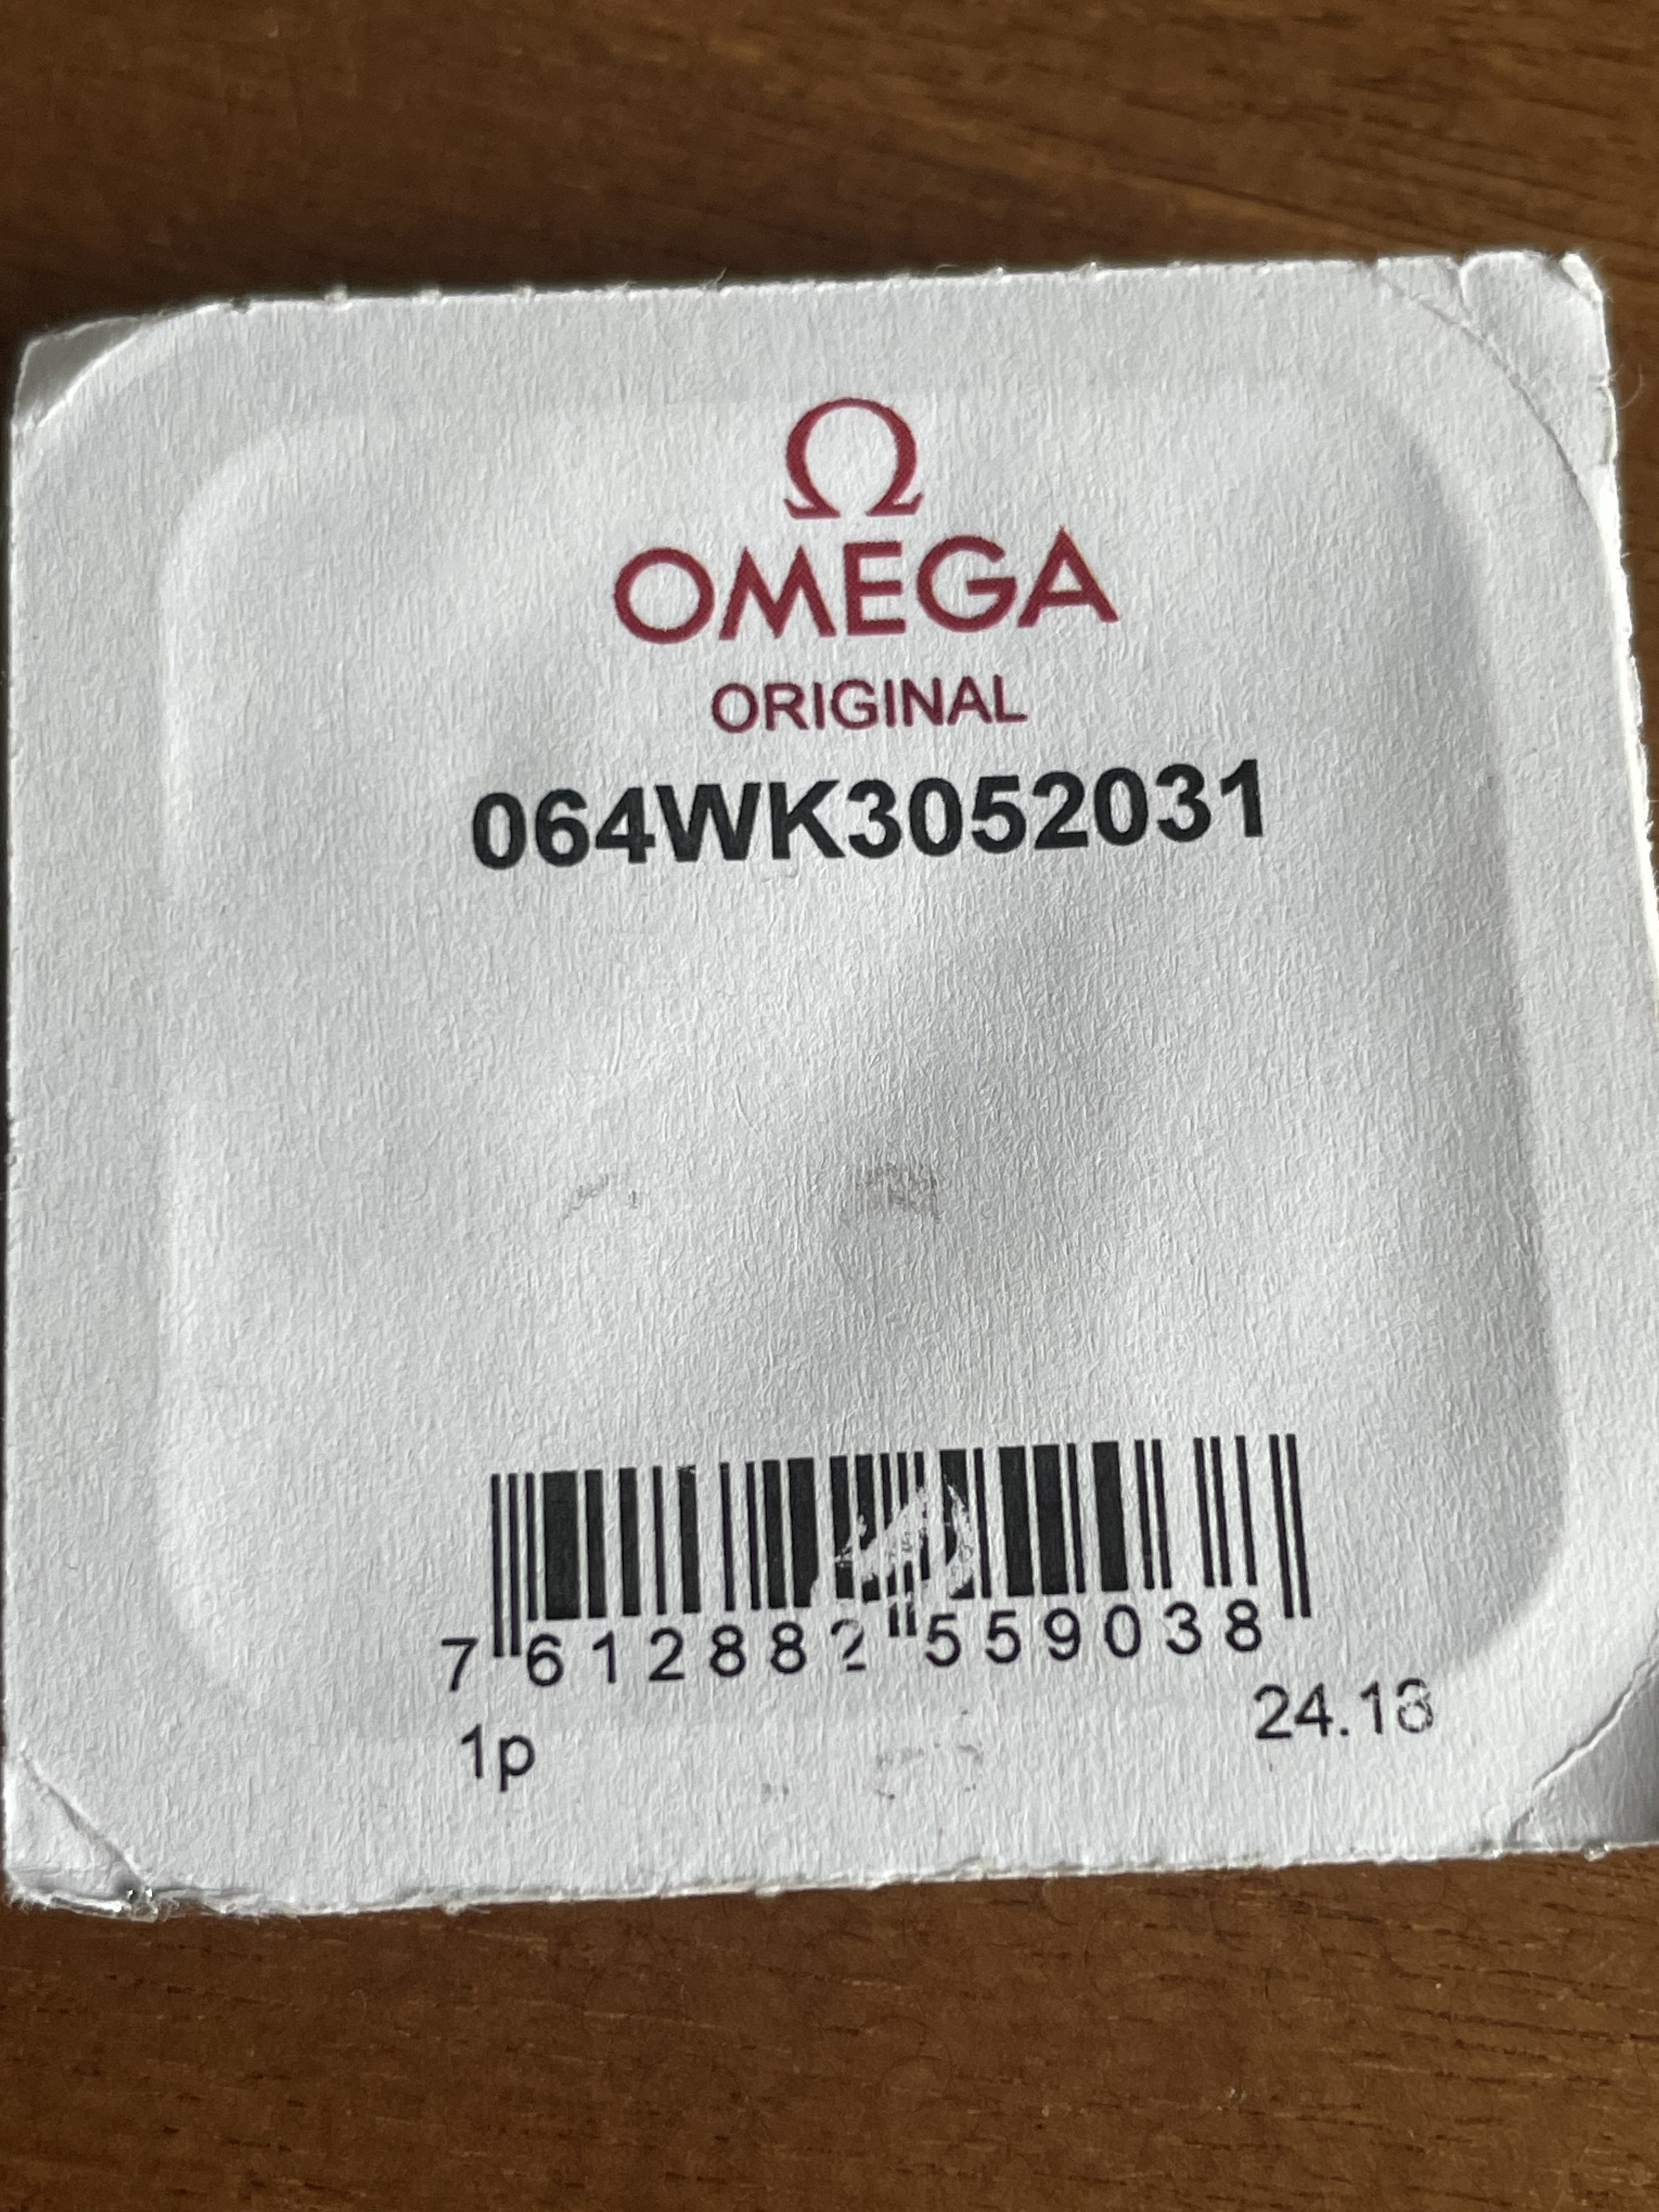 Ω
OMEGA
ORIGINAL
064WK3052031
7 612882 559038
1p
24.18